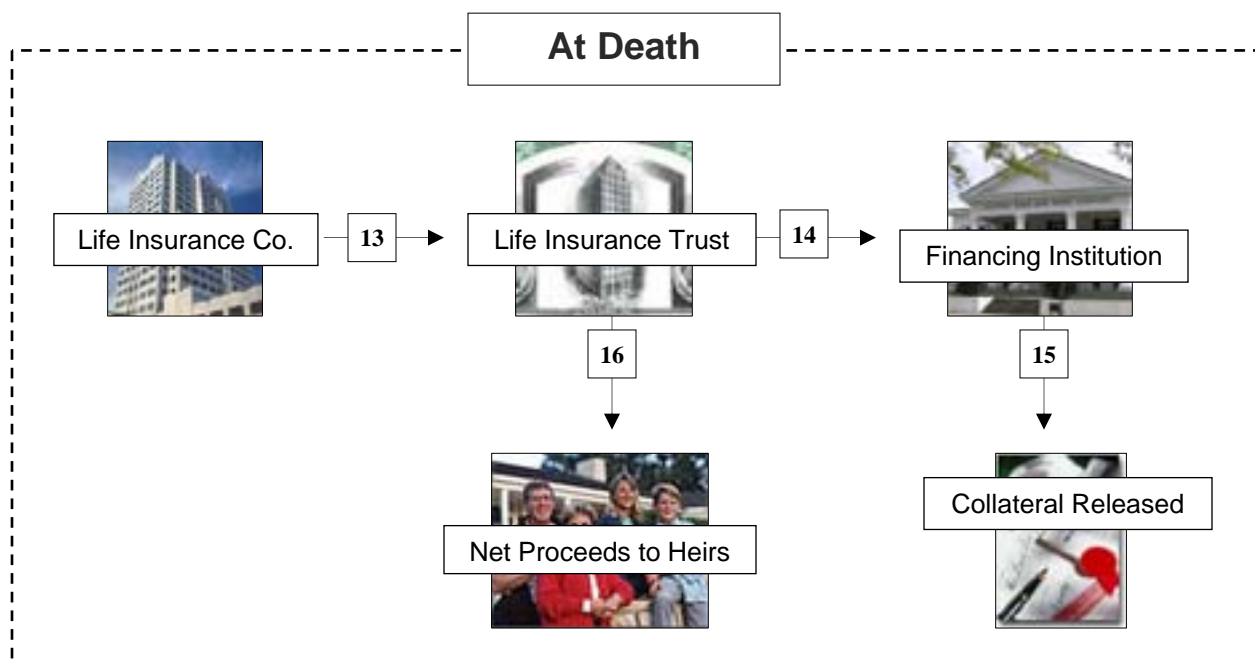 At Death
Life Insurance Co.
13
Life Insurance Trust
14
Financing Institution
16
15
Net Proceeds to Heirs
Collateral Released